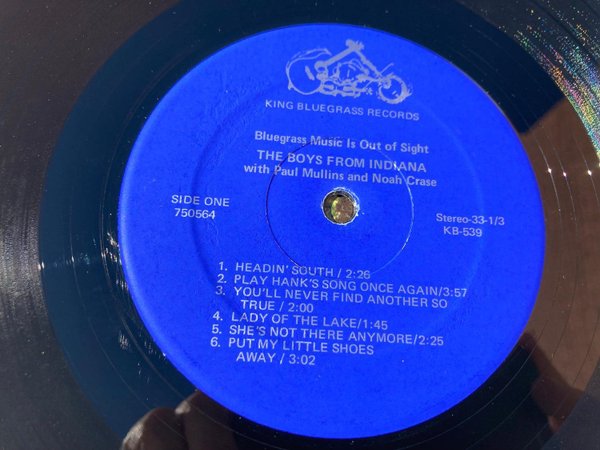 KING BLUEGRASS RECORDS
Bluegrass Music Is Out of Sight
THE BOYS FROM INDIANA
with Paul Mullins and Noah Crase
SIDE ONE
750564
Stereo-33-1/3
KB-539
1. HEADIN' SOUTH / 2:26
2. PLAY HANK'S SONG ONCE AGAIN/3:57
3. YOU'LL NEVER FIND ANOTHER SO
TRUE / 2:00
4. LADY OF THE LAKE/1:45
5. SHE'S NOT THERE ANYMORE/2:25
6. PUT MY LITTLE SHOES
AWAY / 3:02